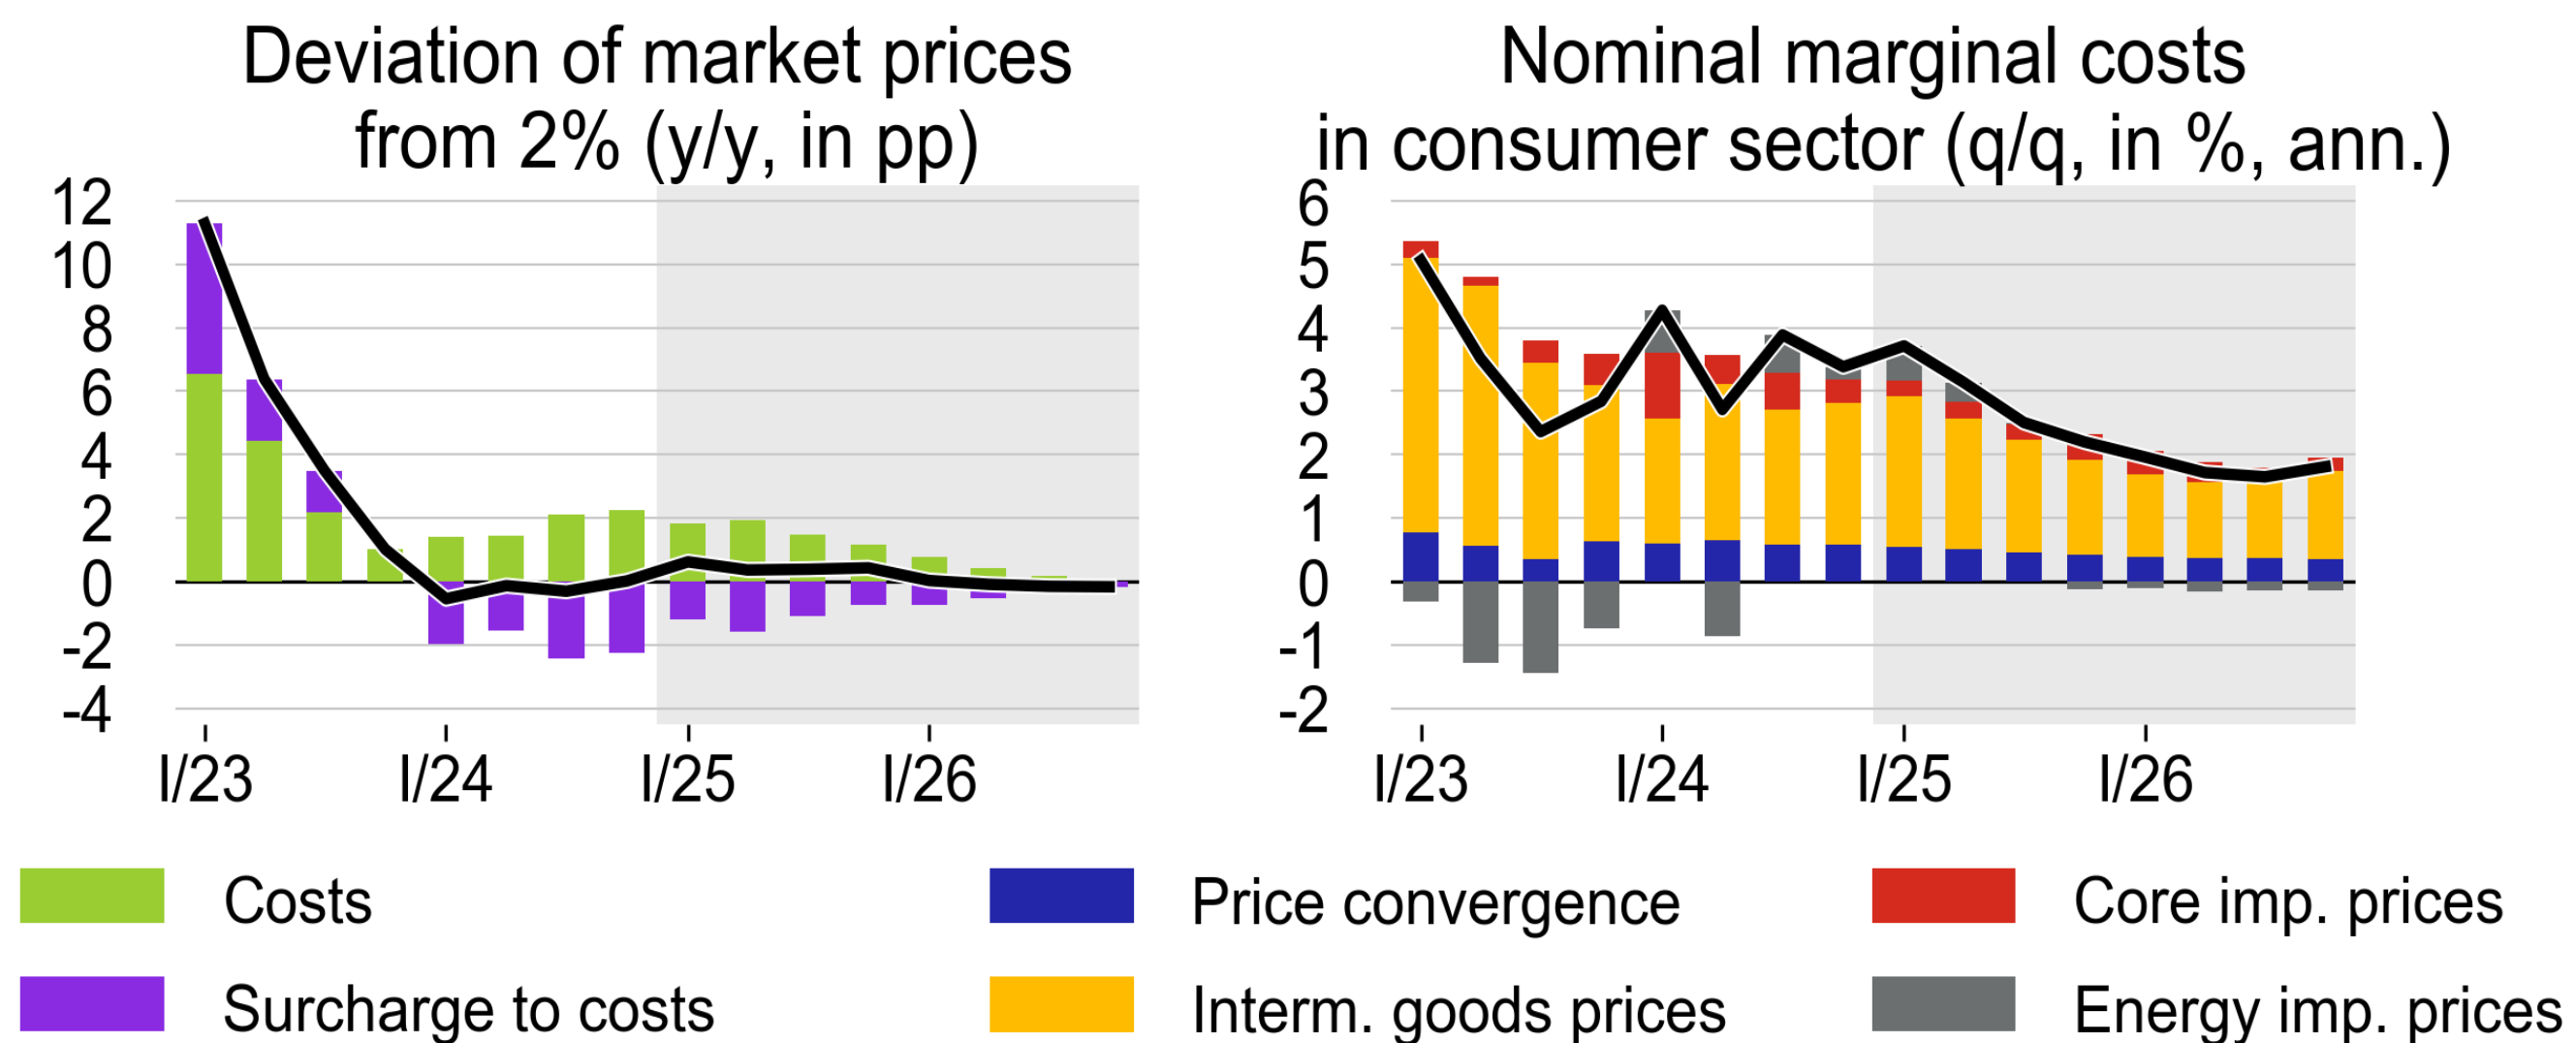 Deviation of market prices
from 2% (y/y, in pp)
12
10
8
6
4
2
0
-2
-4
I/23 I/24 I/25 I/26
Nominal marginal costs
in consumer sector (q/q, in %, ann.)
6
5
4
3
2
1
0
-1
-2
I/23 I/24 I/25 I/26
Costs
Price convergence
Core imp. prices
Surcharge to costs
Interm. goods prices
Energy imp. prices